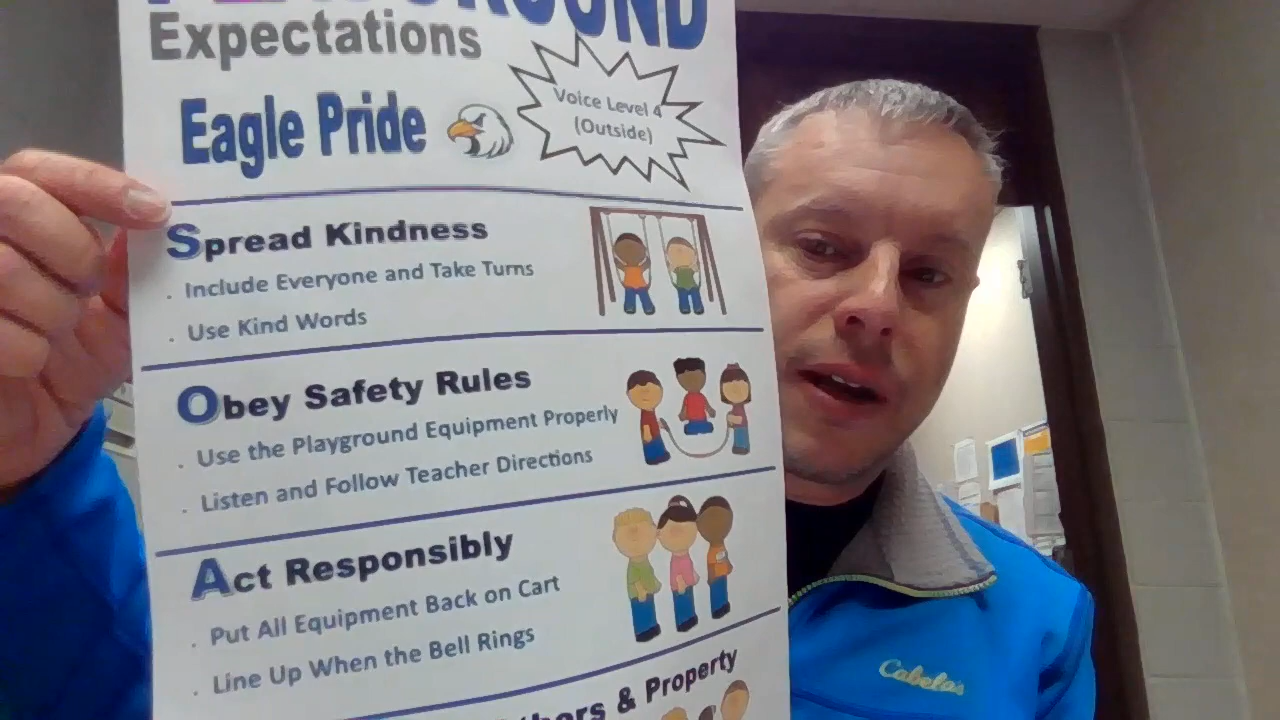 Expectations
Eagle Pride
Voice Level 4
(Outside)
Spread Kindness
. Include Everyone and Take Turns
. Use Kind Words
Obey Safety Rules
. Use the Playground Equipment Properly
. Listen and Follow Teacher Directions
Act Responsibly
. Put All Equipment Back on Cart
. Line Up When the Bell Rings
& Property
Cabela's